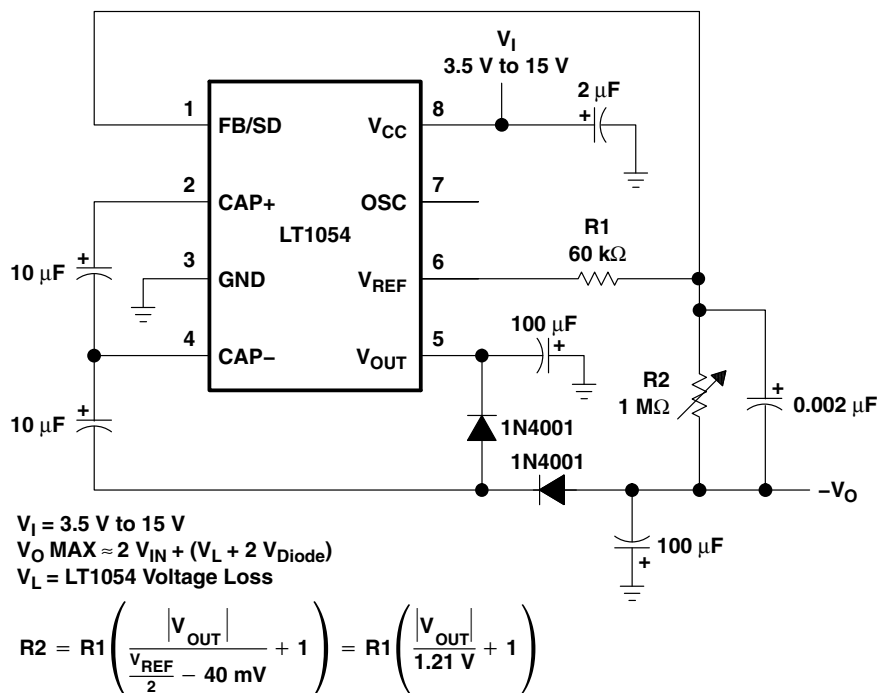 V_I
3.5 V to 15 V
2 μF
+
1
FB/SD
V_CC
8
2
CAP+
OSC
7
LT1054
R1
60 kΩ
+
10 μF
3
GND
V_REF
6
100 μF
+
4
CAP−
V_OUT
5
R2
1 MΩ
+
0.002 μF
+
10 μF
1N4001
1N4001
−V_O
100 μF
+
V_I = 3.5 V to 15 V
V_O MAX ≈ 2 V_IN + (V_L + 2 V_Diode)
V_L = LT1054 Voltage Loss
R2 = R1 ( |V_OUT| / (V_REF/2 − 40 mV) + 1 ) = R1 ( |V_OUT| / 1.21 V + 1 )